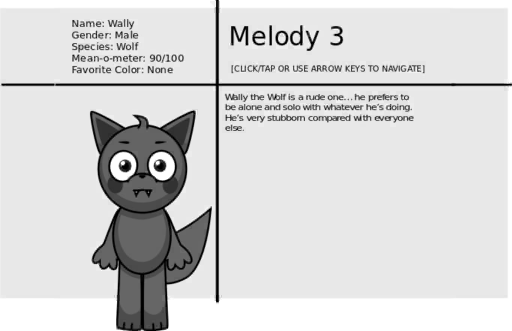 Name: Wally
Gender: Male
Species: Wolf
Mean-o-meter: 90/100
Favorite Color: None
Melody 3
[CLICK/TAP OR USE ARROW KEYS TO NAVIGATE]
Wally the Wolf is a rude one... he prefers to
be alone and solo with whatever he's doing.
He's very stubborn compared with everyone
else.